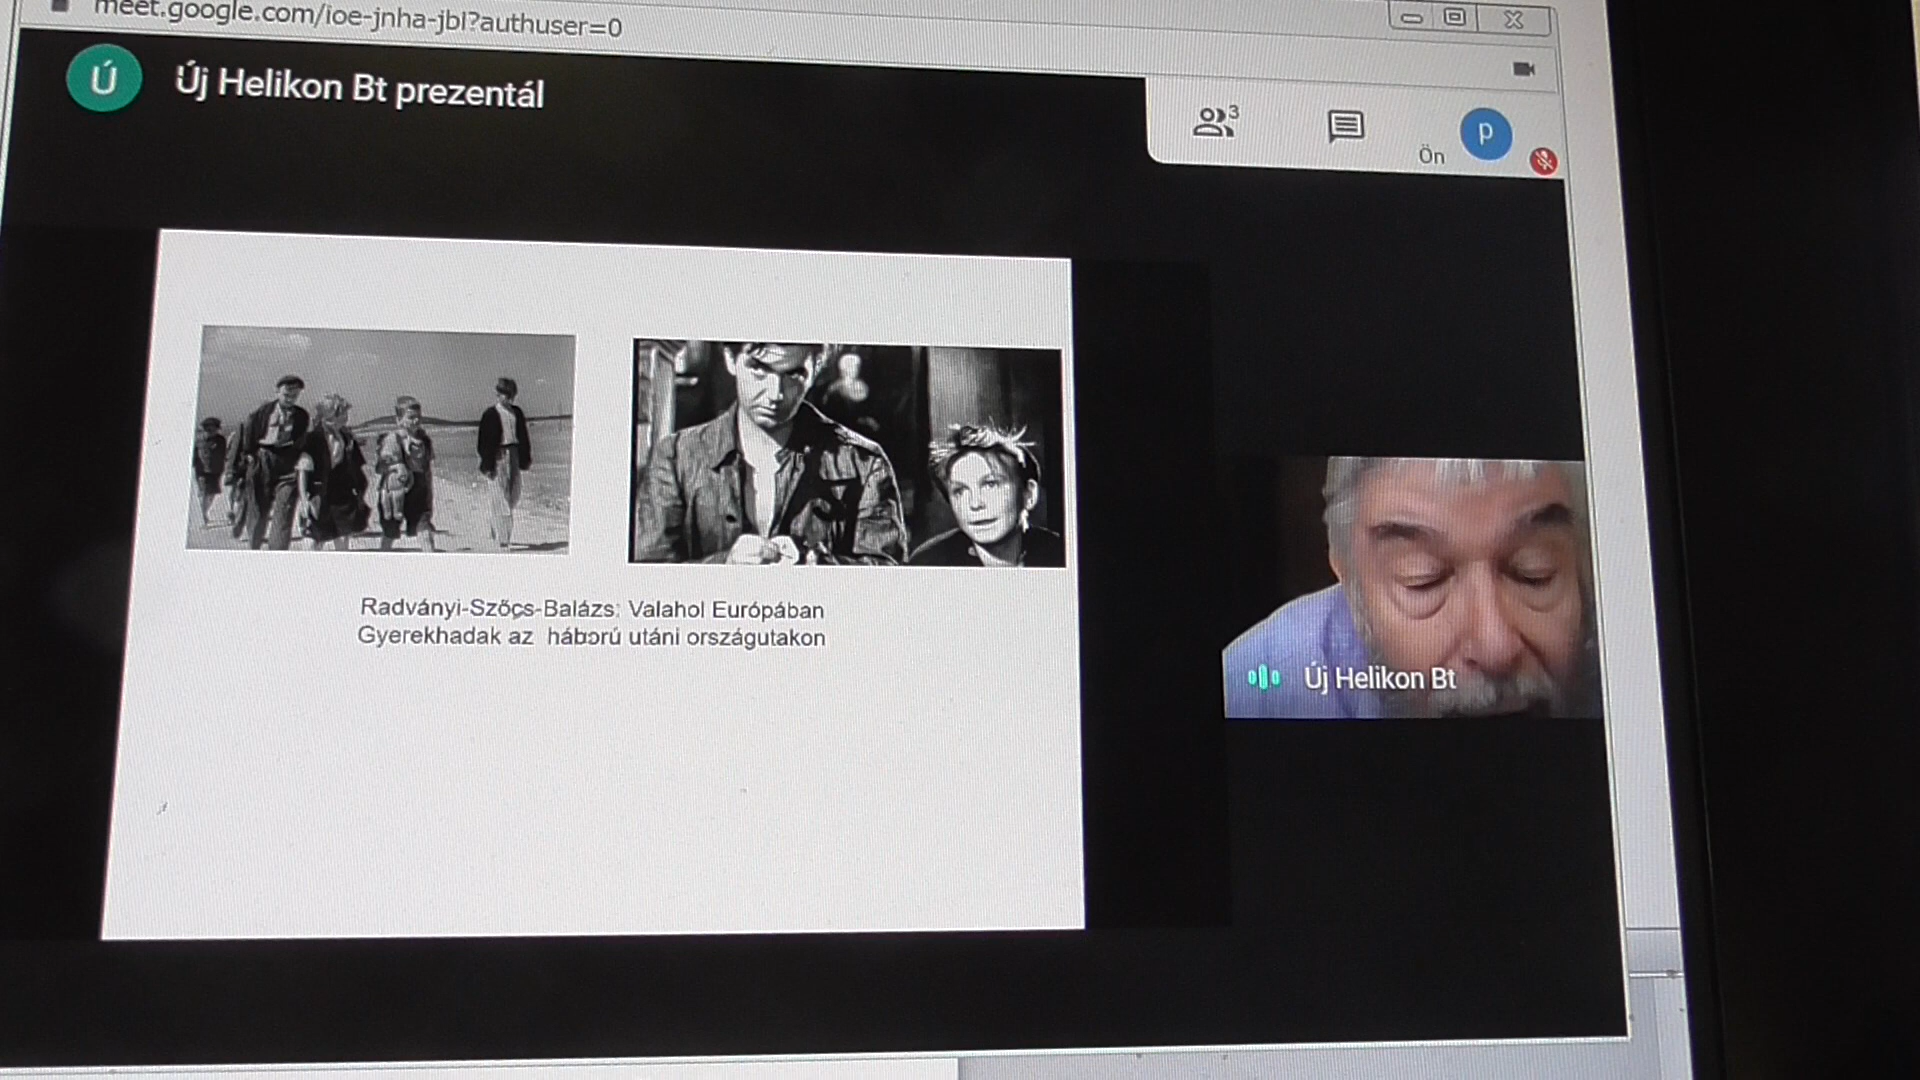 meet.google.com/ioe-jnha-jbl?authuser=0
Ú
Új Helikon Bt prezentál
3
Ön
p
Radványi-Szőçs-Balázs: Valahol Európában
Gyerekhadak az háború utáni országutakon
Új Helikon Bt